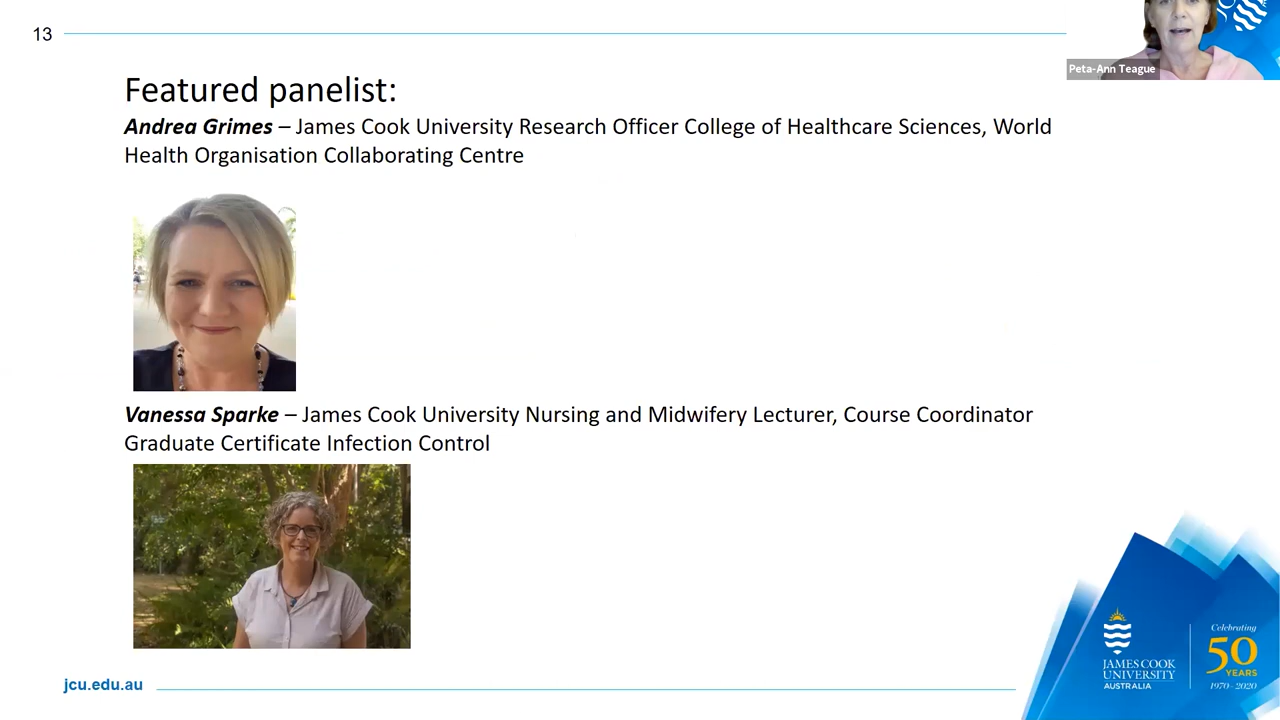 13
Peta-Ann Teague
Featured panelist:
Andrea Grimes – James Cook University Research Officer College of Healthcare Sciences, World
Health Organisation Collaborating Centre
Vanessa Sparke – James Cook University Nursing and Midwifery Lecturer, Course Coordinator
Graduate Certificate Infection Control
jcu.edu.au
JAMES COOK
UNIVERSITY
AUSTRALIA
Celebrating
50
YEARS
1970–2020